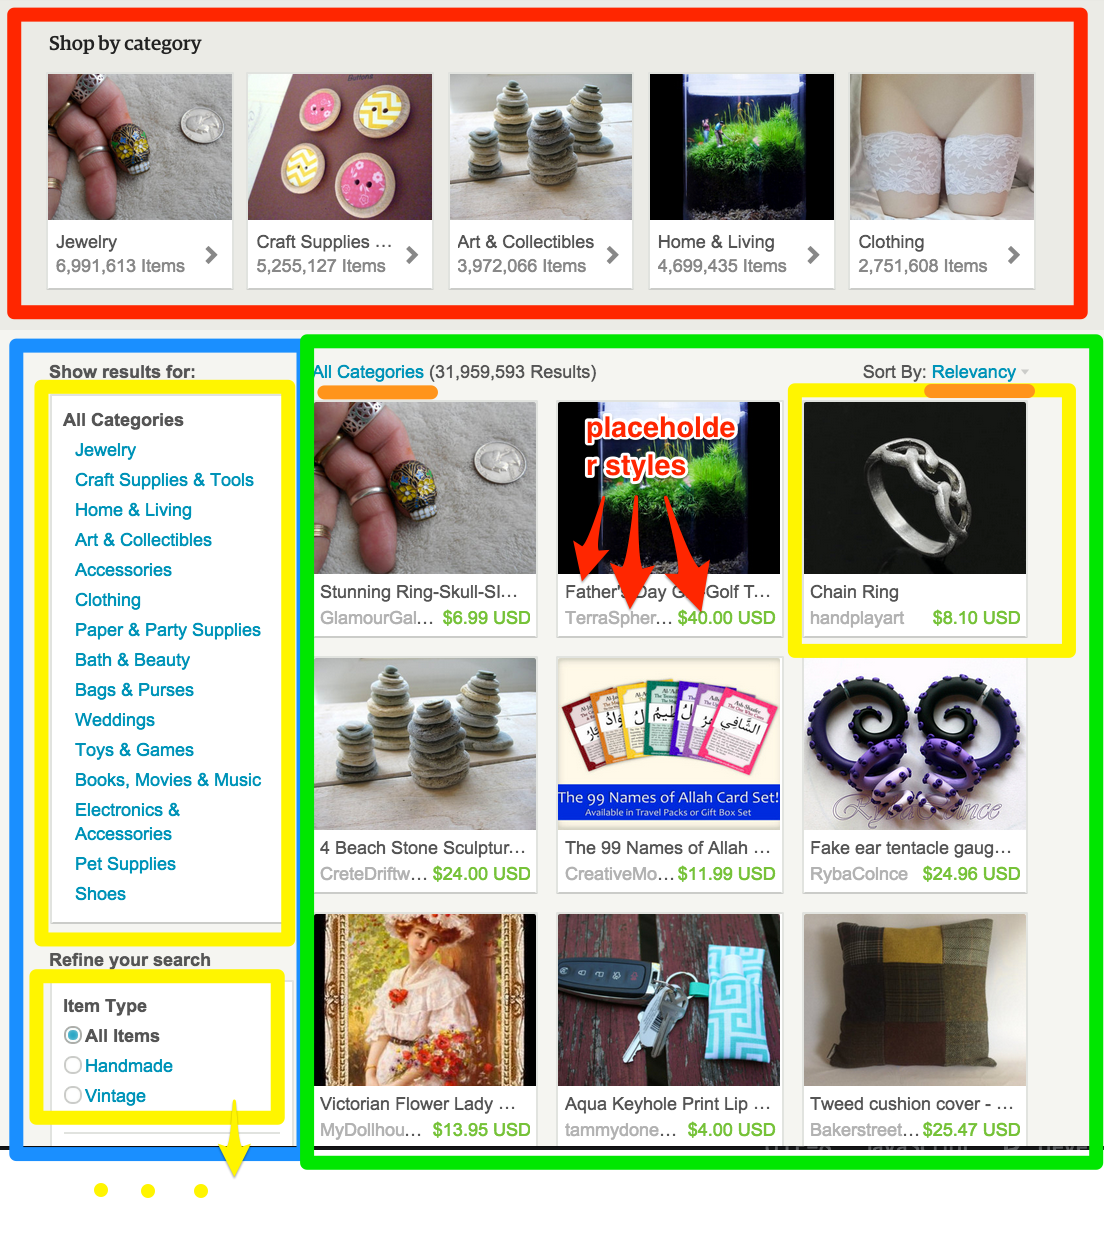 Shop by category
Buttons
Jewelry
6,991,613 Items
Craft Supplies ...
5,255,127 Items
Art & Collectibles
3,972,066 Items
Home & Living
4,699,435 Items
Clothing
2,751,608 Items
Show results for:
All Categories
Jewelry
Craft Supplies & Tools
Home & Living
Art & Collectibles
Accessories
Clothing
Paper & Party Supplies
Bath & Beauty
Bags & Purses
Weddings
Toys & Games
Books, Movies & Music
Electronics &
Accessories
Pet Supplies
Shoes
Refine your search
Item Type
All Items
Handmade
Vintage
All Categories (31,959,593 Results)
Sort By: Relevancy
placeholde
r styles
Stunning Ring-Skull-Sl...
GlamourGal... $6.99 USD
Father's Day G Golf T...
TerraSpher... $40.00 USD
Chain Ring
handplayart $8.10 USD
The 99 Names of Allah Card Set!
Available in Travel Packs or Gift Box Set
RybaColnce
4 Beach Stone Sculptur...
CreteDriftw... $24.00 USD
The 99 Names of Allah ...
CreativeMo... $11.99 USD
Fake ear tentacle gaug...
RybaColnce $24.96 USD
Victorian Flower Lady ...
MyDollhou... $13.95 USD
Aqua Keyhole Print Lip ...
tammydone... $4.00 USD
Tweed cushion cover - ...
Bakerstreet... $25.47 USD